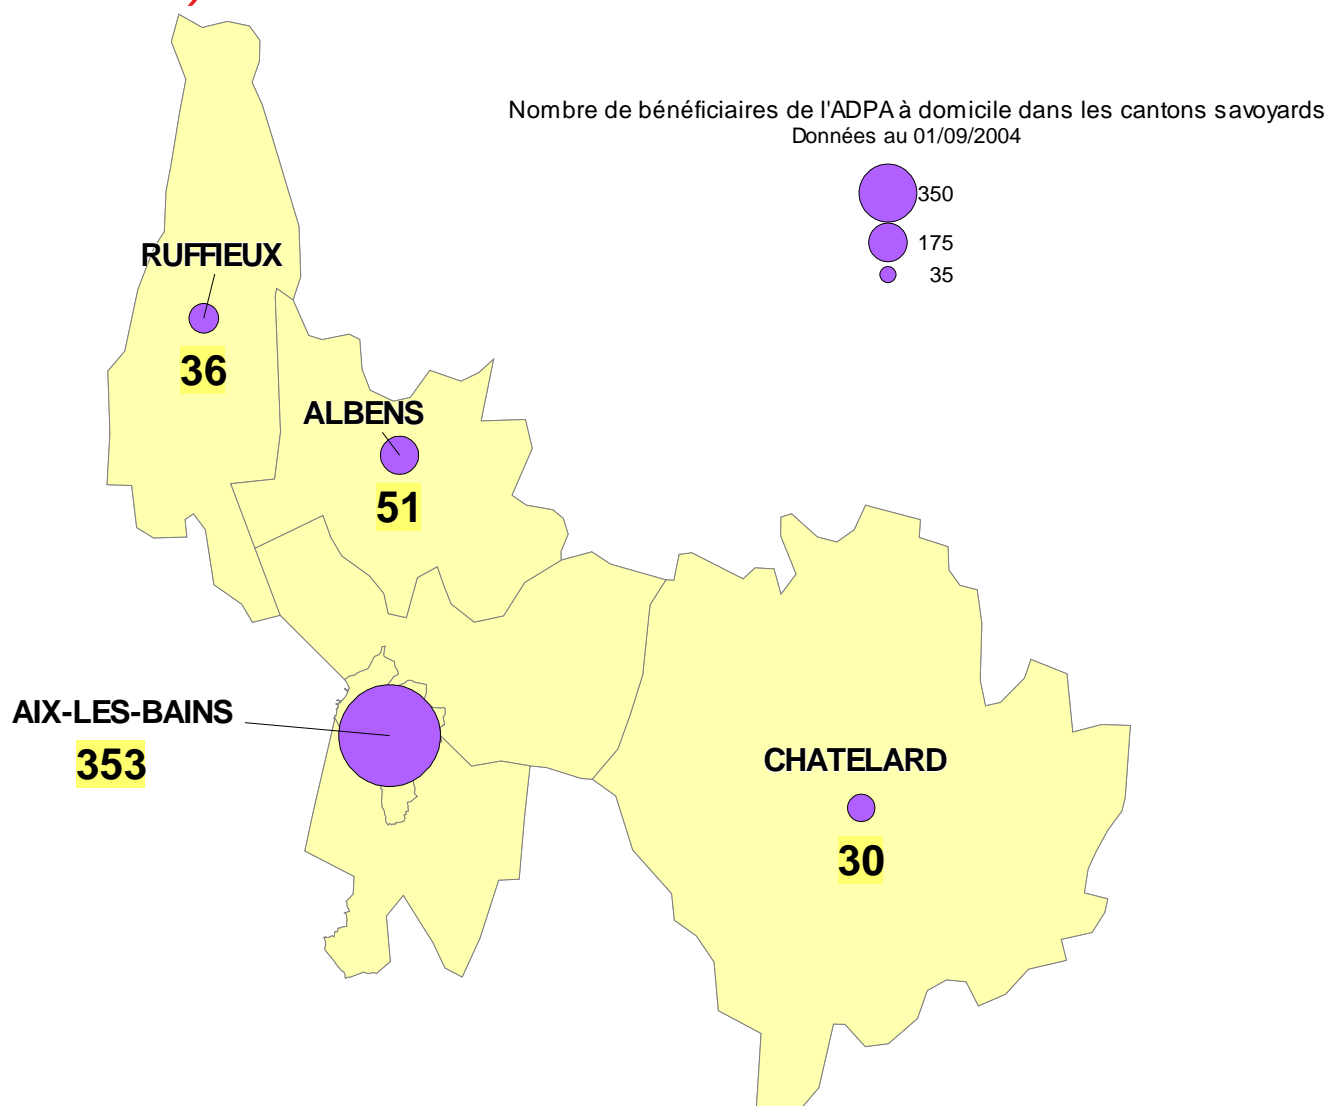 Nombre de bénéficiaires de l'ADPA à domicile dans les cantons savoyards
Données au 01/09/2004
350
175
35
RUFFIEUX
36
ALBENS
51
AIX-LES-BAINS
353
CHATELARD
30